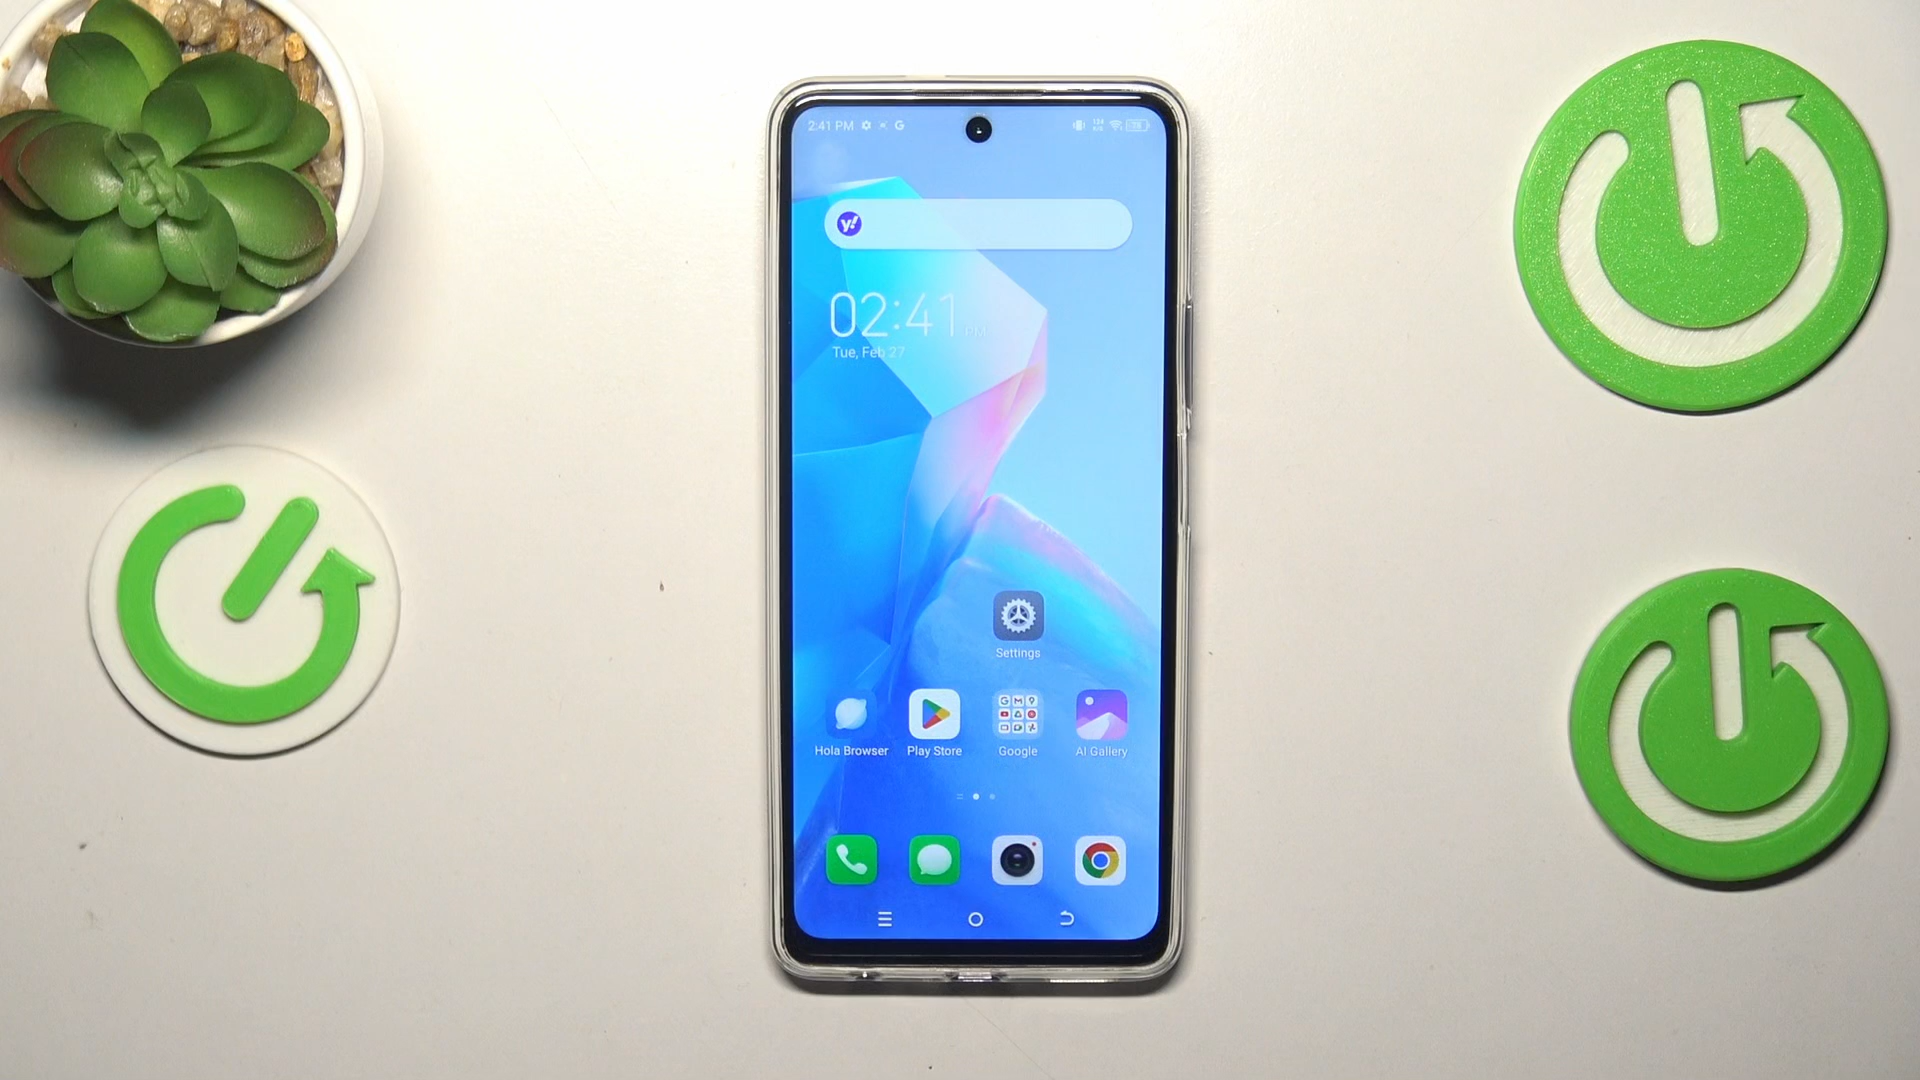 2:41 PM G
y!
02:41 PM
Tue, Feb 27
Settings
Hola Browser Play Store Google AI Gallery